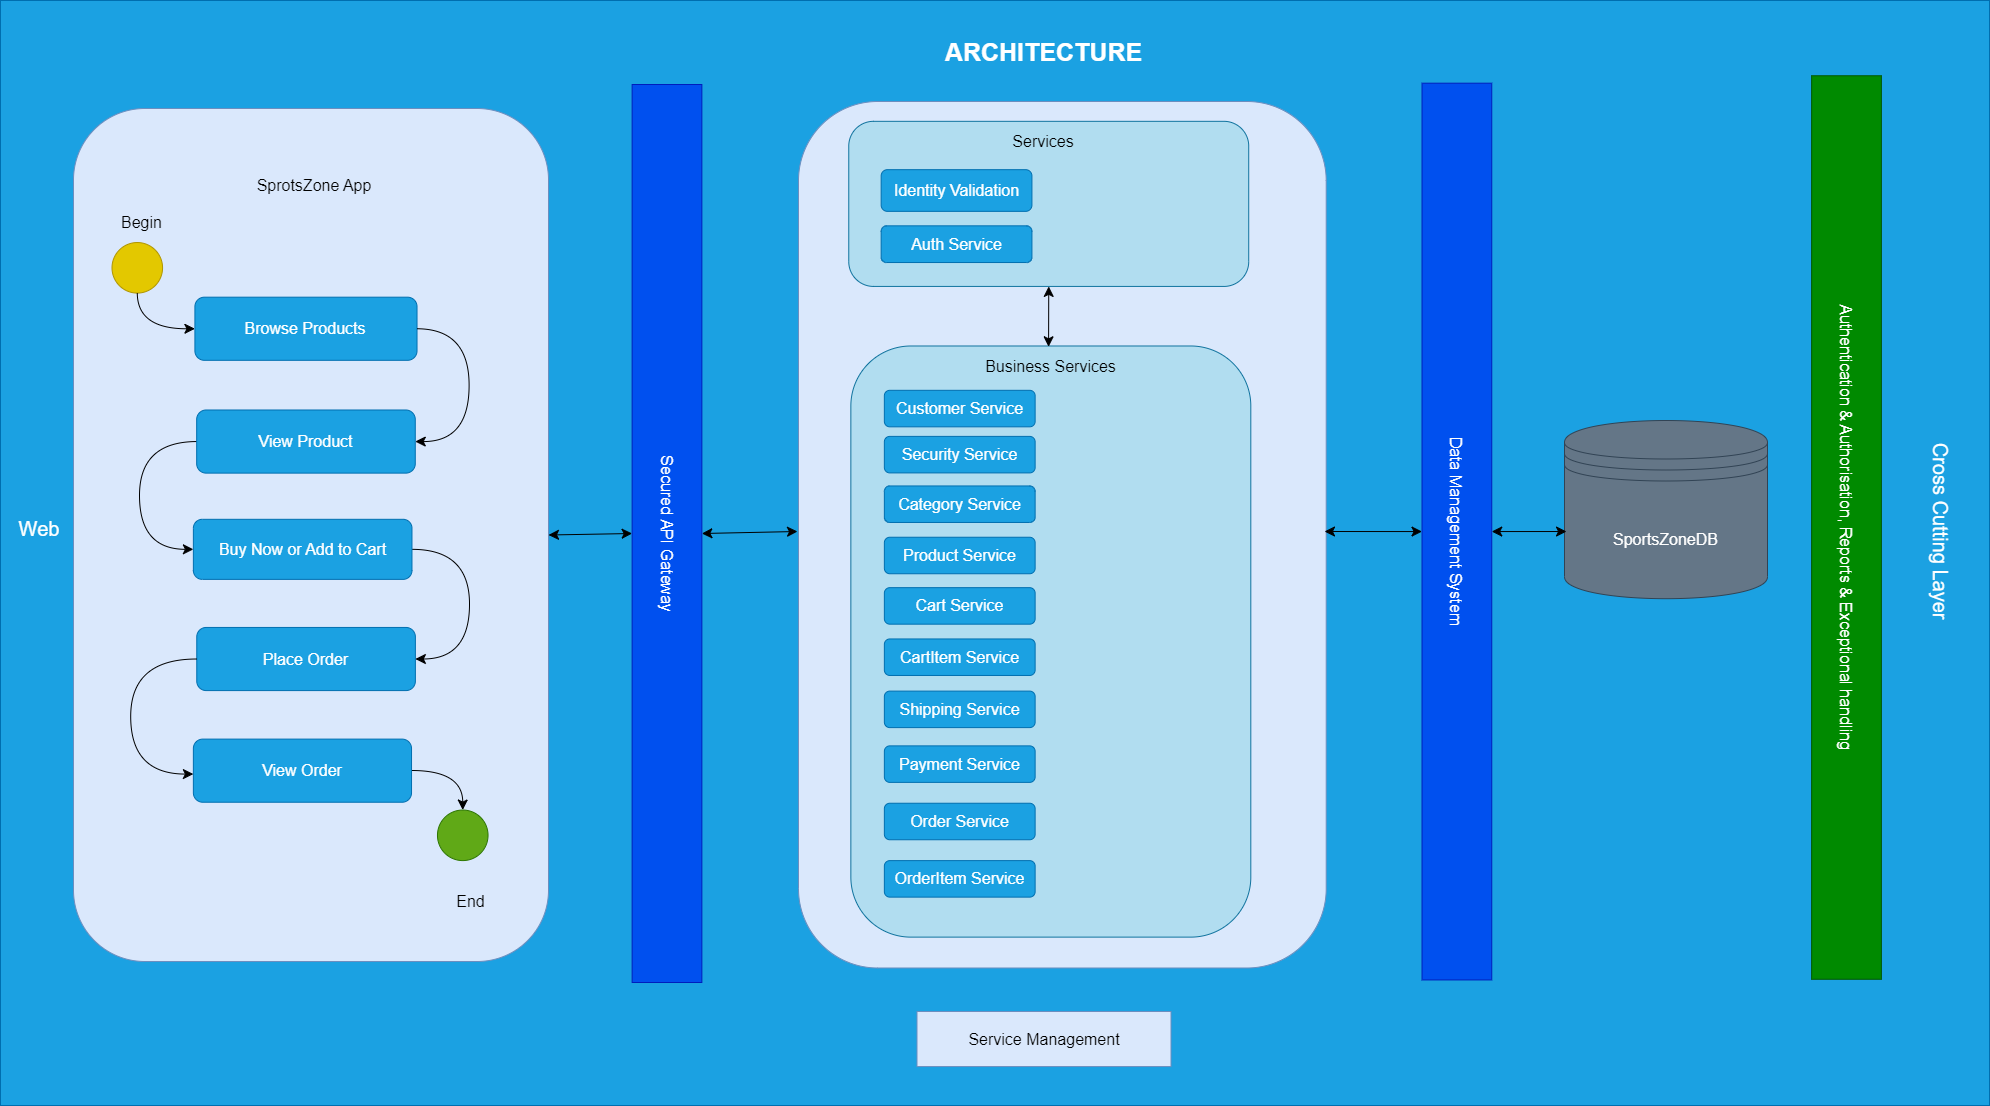 ARCHITECTURE
Web
SprotsZone App
Begin
Browse Products
View Product
Buy Now or Add to Cart
Place Order
View Order
End
Secured API Gateway
Services
Identity Validation
Auth Service
Business Services
Customer Service
Security Service
Category Service
Product Service
Cart Service
CartItem Service
Shipping Service
Payment Service
Order Service
OrderItem Service
Service Management
Data Management System
SportsZoneDB
Authentication & Authorisation, Reports & Exceptional handling
Cross Cutting Layer